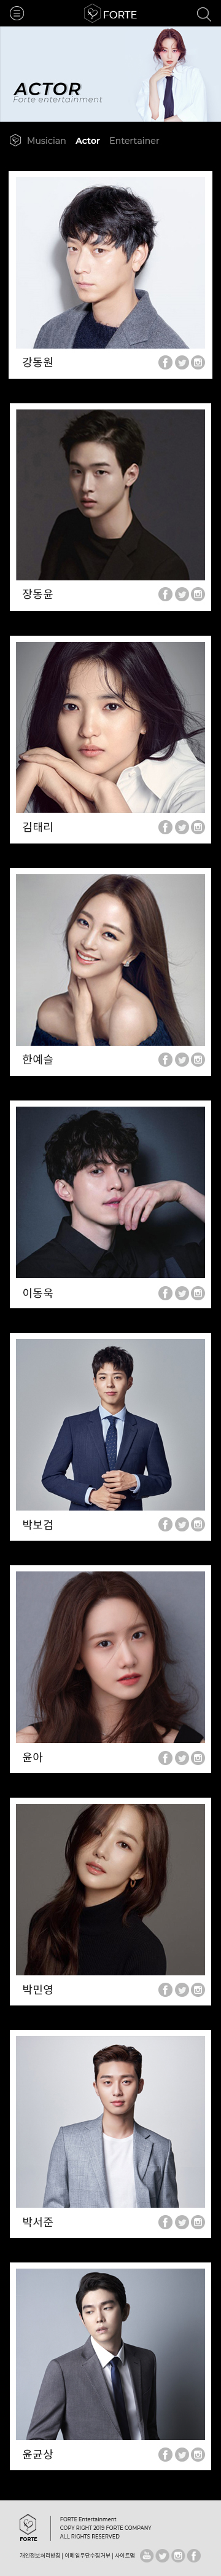 FORTE
ACTOR
Forte entertainment
Musician Actor Entertainer
강동원
장동윤
김태리
한예슬
이동욱
박보검
윤아
박민영
박서준
윤균상
FORTE Entertainment
COPY RIGHT 2019 FORTE COMPANY
ALL RIGHTS RESERVED
FORTE
개인정보처리방침 | 이메일무단수집거부 | 사이트맵